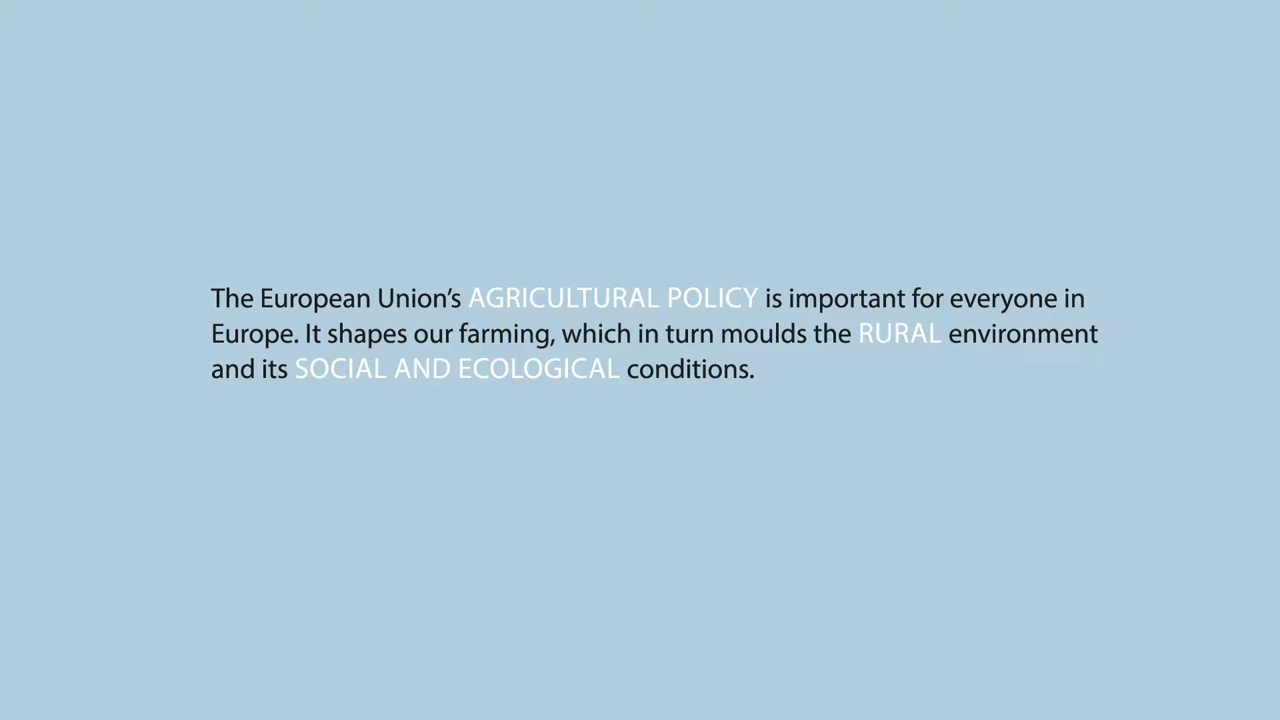 The European Union’s AGRICULTURAL POLICY is important for everyone in
Europe. It shapes our farming, which in turn moulds the RURAL environment
and its SOCIAL AND ECOLOGICAL conditions.